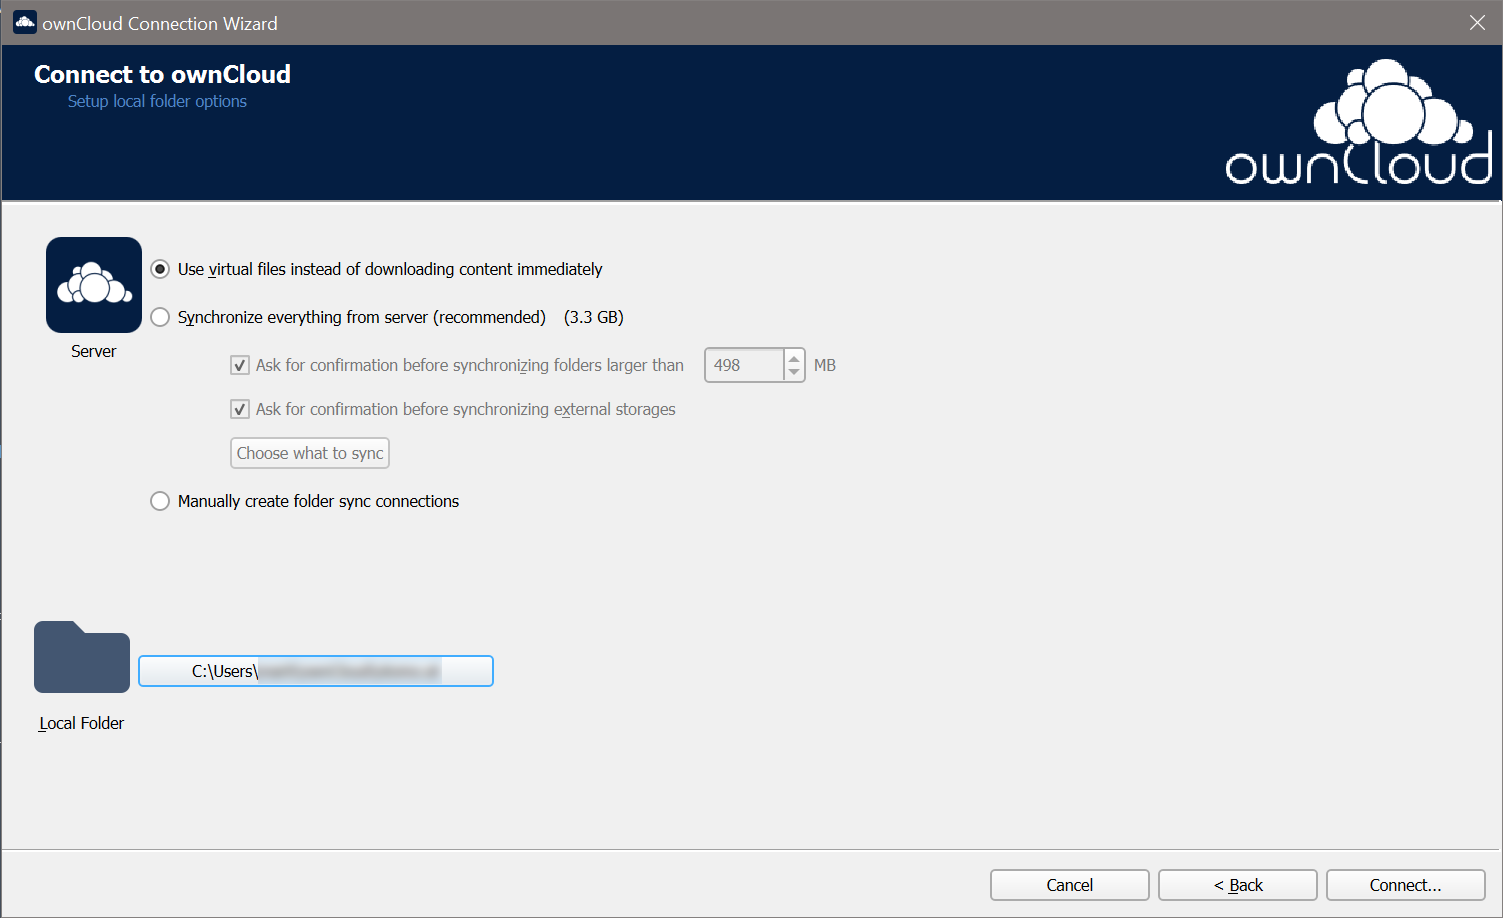 ownCloud Connection Wizard
Connect to ownCloud
Setup local folder options
ownCloud
Use virtual files instead of downloading content immediately
Synchronize everything from server (recommended) (3.3 GB)
Server
Ask for confirmation before synchronizing folders larger than 498 MB
Ask for confirmation before synchronizing external storages
Choose what to sync
Manually create folder sync connections
C:\Users\
Local Folder
Cancel
< Back
Connect...